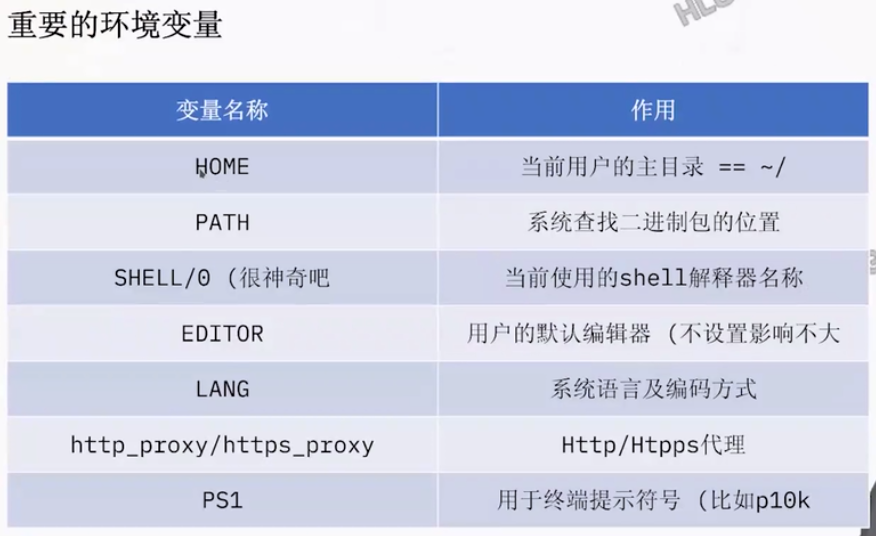 重要的环境变量
变量名称 作用
HOME 当前用户的主目录 == ~/
PATH 系统查找二进制包的位置
SHELL/0 (很神奇吧 当前使用的shell解释器名称
EDITOR 用户的默认编辑器 (不设置影响不大
LANG 系统语言及编码方式
http_proxy/https_proxy Http/Htpps代理
PS1 用于终端提示符号 (比如p10k